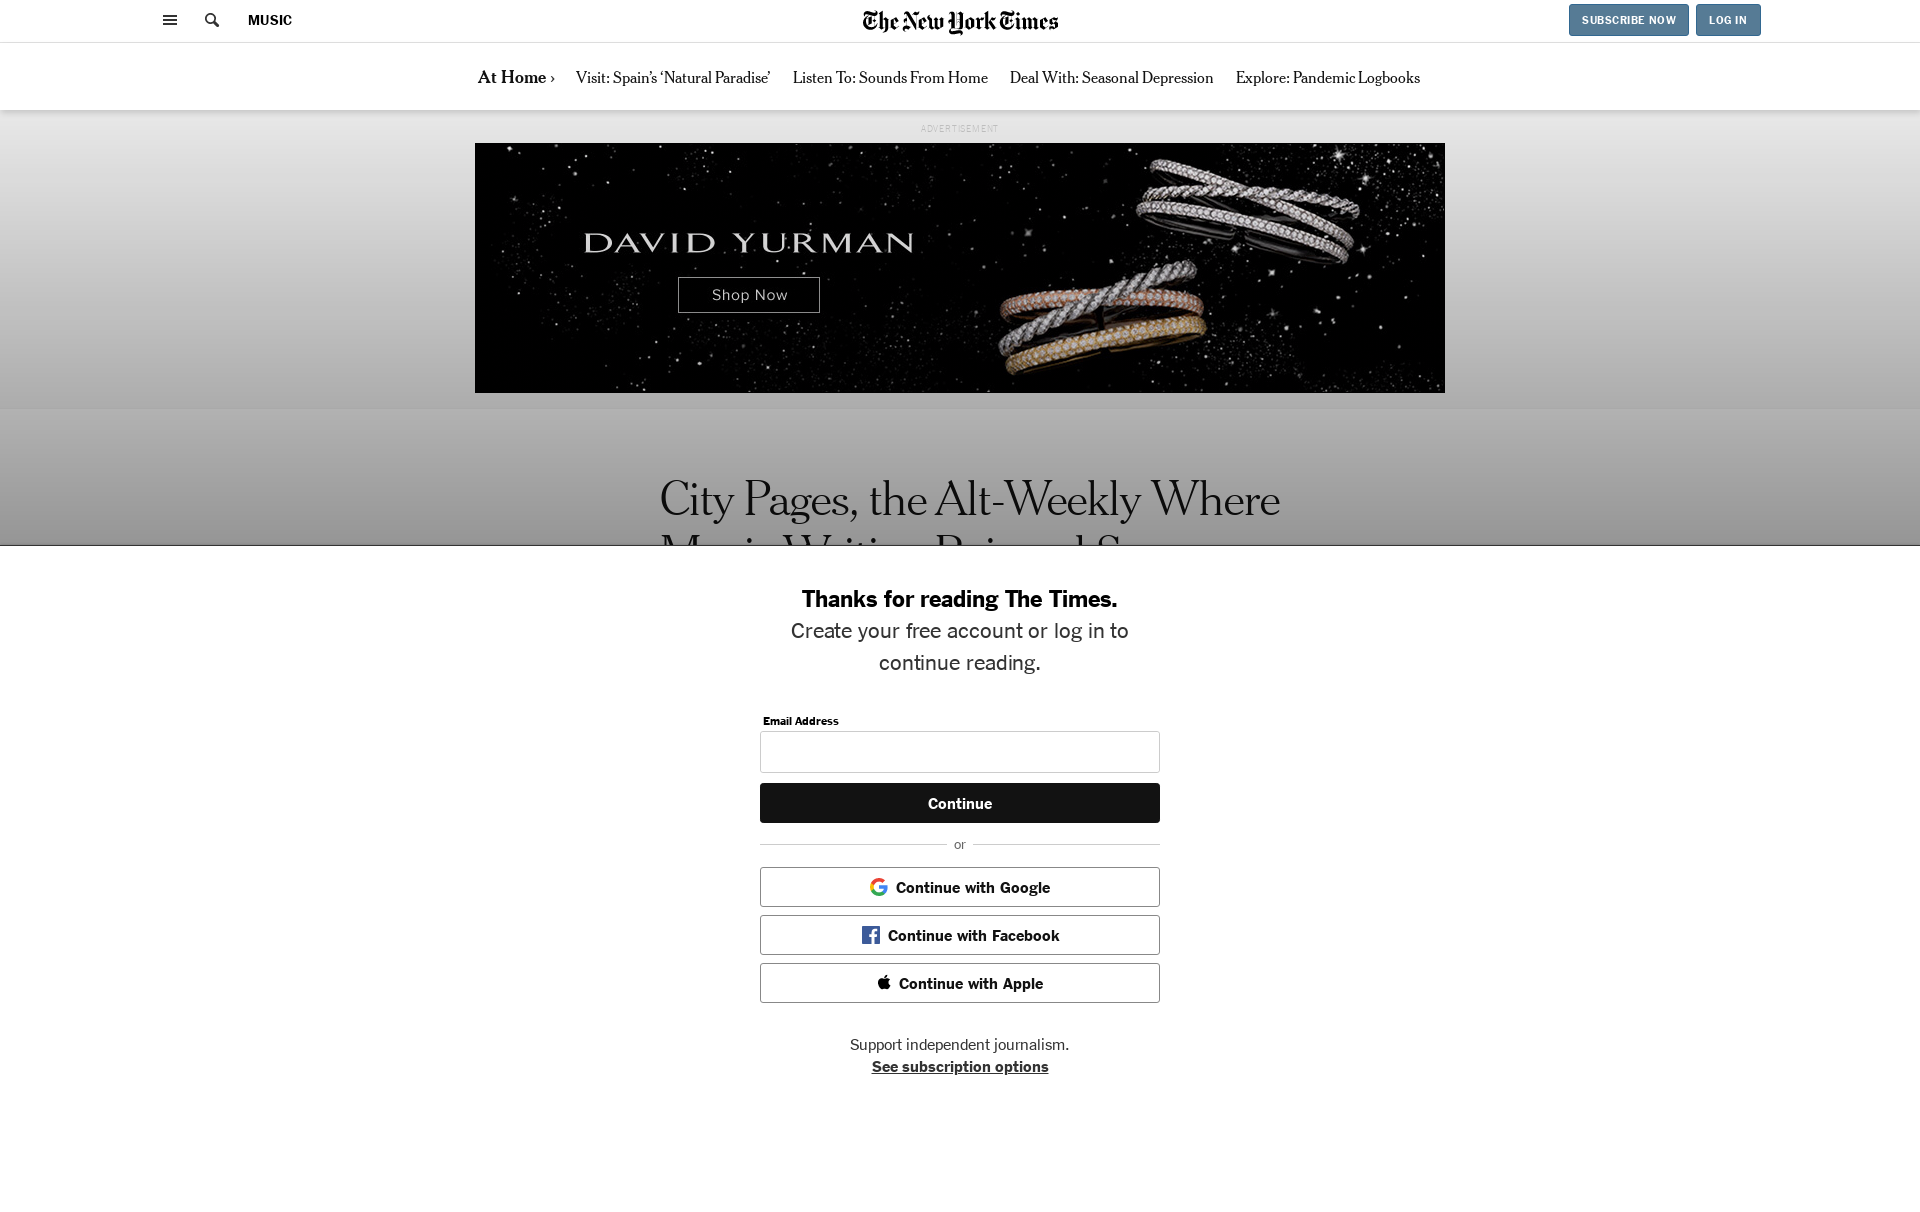 MUSIC
The New York Times
SUBSCRIBE NOW
LOG IN
At Home ›
Visit: Spain’s ‘Natural Paradise’
Listen To: Sounds From Home
Deal With: Seasonal Depression
Explore: Pandemic Logbooks
ADVERTISEMENT
DAVID YURMAN
Shop Now
City Pages, the Alt-Weekly Where
Thanks for reading The Times.
Create your free account or log in to
continue reading.
Email Address
Continue
or
Continue with Google
Continue with Facebook
Continue with Apple
Support independent journalism.
See subscription options